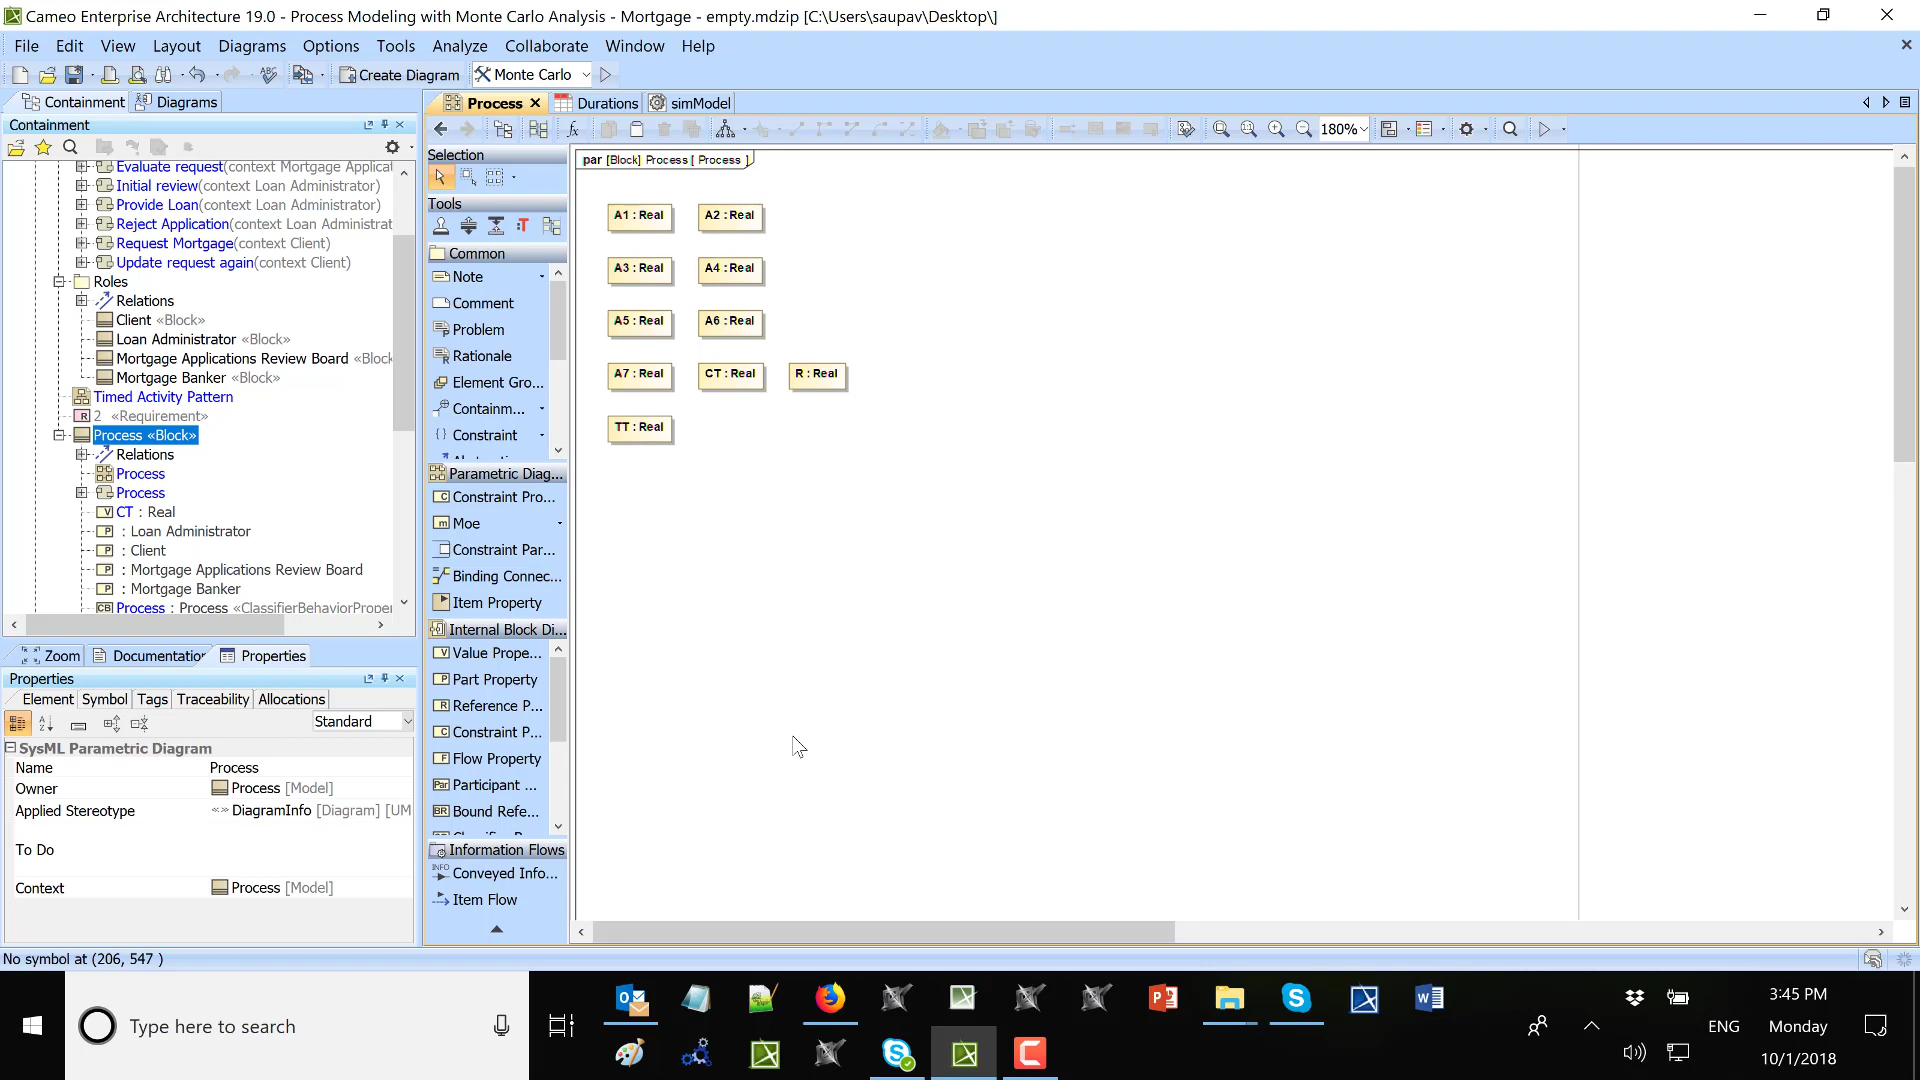 Cameo Enterprise Architecture 19.0 - Process Modeling with Monte Carlo Analysis - Mortgage - empty.mdzip [C:\Users\saupav\Desktop\]
File Edit View Layout Diagrams Options Tools Analyze Collaborate Window Help
Create Diagram Monte Carlo
Containment Diagrams
Process Durations simModel
Containment
180%
Selection
Tools
Common
Note
Comment
Problem
Rationale
Element Gro...
Containm...
Constraint
Parametric Diag...
Constraint Pro...
Moe
Constraint Par...
Binding Connec...
Item Property
Internal Block Di...
Value Prope...
Part Property
Reference P...
Constraint P...
Flow Property
Participant ...
Bound Refe...
Information Flows
Conveyed Info...
Item Flow
Evaluate request(context Mortgage Applicat
Initial review(context Loan Administrator)
Provide Loan(context Loan Administrator)
Reject Application(context Loan Administrat
Request Mortgage(context Client)
Update request again(context Client)
Roles
Relations
Client «Block»
Loan Administrator «Block»
Mortgage Applications Review Board «Block
Mortgage Banker «Block»
Timed Activity Pattern
R 2 «Requirement»
Process «Block»
Relations
Process
Process
V CT : Real
P : Loan Administrator
P : Client
P : Mortgage Applications Review Board
P : Mortgage Banker
CB Process : Process «ClassifierBehaviorProper
Zoom Documentation Properties
Properties
Element Symbol Tags Traceability Allocations
Standard
SysML Parametric Diagram
Name Process
Owner Process [Model]
Applied Stereotype «» DiagramInfo [Diagram] [UM
To Do
Context Process [Model]
par [Block] Process [ Process ]
A1 : Real A2 : Real
A3 : Real A4 : Real
A5 : Real A6 : Real
A7 : Real CT : Real R : Real
TT : Real
No symbol at (206, 547 )
Type here to search
ENG
3:45 PM
Monday
10/1/2018